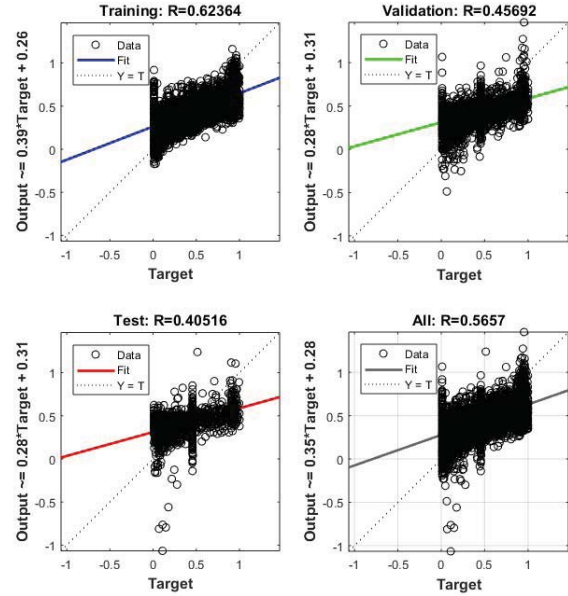 Training: R=0.62364
Output ~= 0.39*Target + 0.26
Data
Fit
Y = T
1
0.5
0
-0.5
-1
-1 -0.5 0 0.5 1
Target
Validation: R=0.45692
Output ~= 0.28*Target + 0.31
Data
Fit
Y = T
1
0.5
0
-0.5
-1
-1 -0.5 0 0.5 1
Target
Test: R=0.40516
Output ~= 0.28*Target + 0.31
Data
Fit
Y = T
1
0.5
0
-0.5
-1
-1 -0.5 0 0.5 1
Target
All: R=0.5657
Output ~= 0.35*Target + 0.28
Data
Fit
Y = T
1
0.5
0
-0.5
-1
-1 -0.5 0 0.5 1
Target